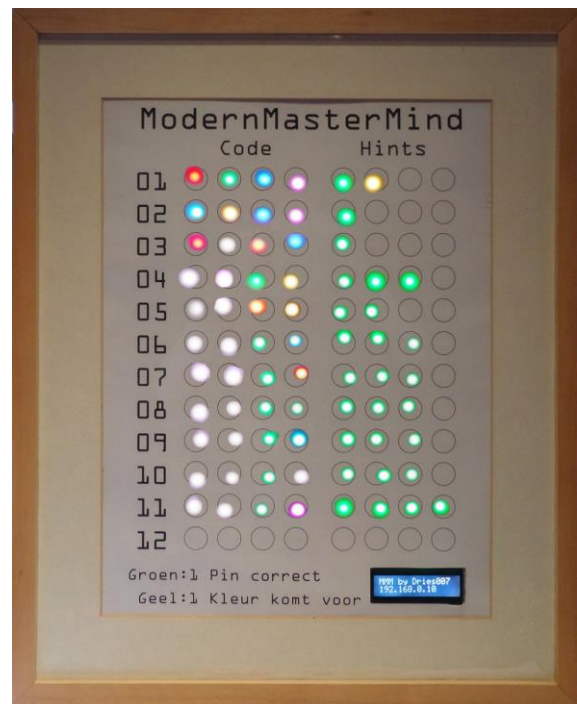 ModernMasterMind
Code Hints
01
02
03
04
05
06
07
08
09
10
11
12
Groen:1 Pin correct
Geel:1 Kleur komt voor
MMM by Dries007
192.168.0.10